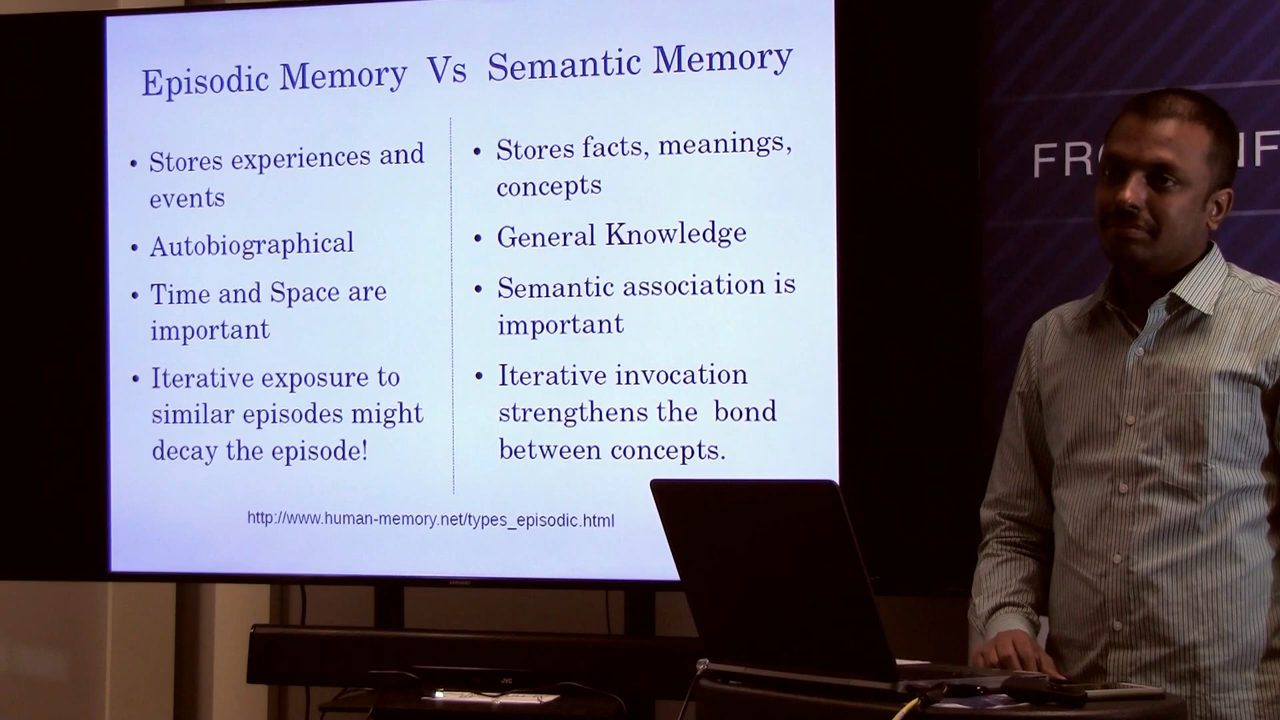 Episodic Memory Vs Semantic Memory
• Stores experiences and
events
• Autobiographical
• Time and Space are
important
• Iterative exposure to
similar episodes might
decay the episode!
• Stores facts, meanings,
concepts
• General Knowledge
• Semantic association is
important
• Iterative invocation
strengthens the bond
between concepts.
http://www.human-memory.net/types_episodic.html
SAMSUNG
JVC